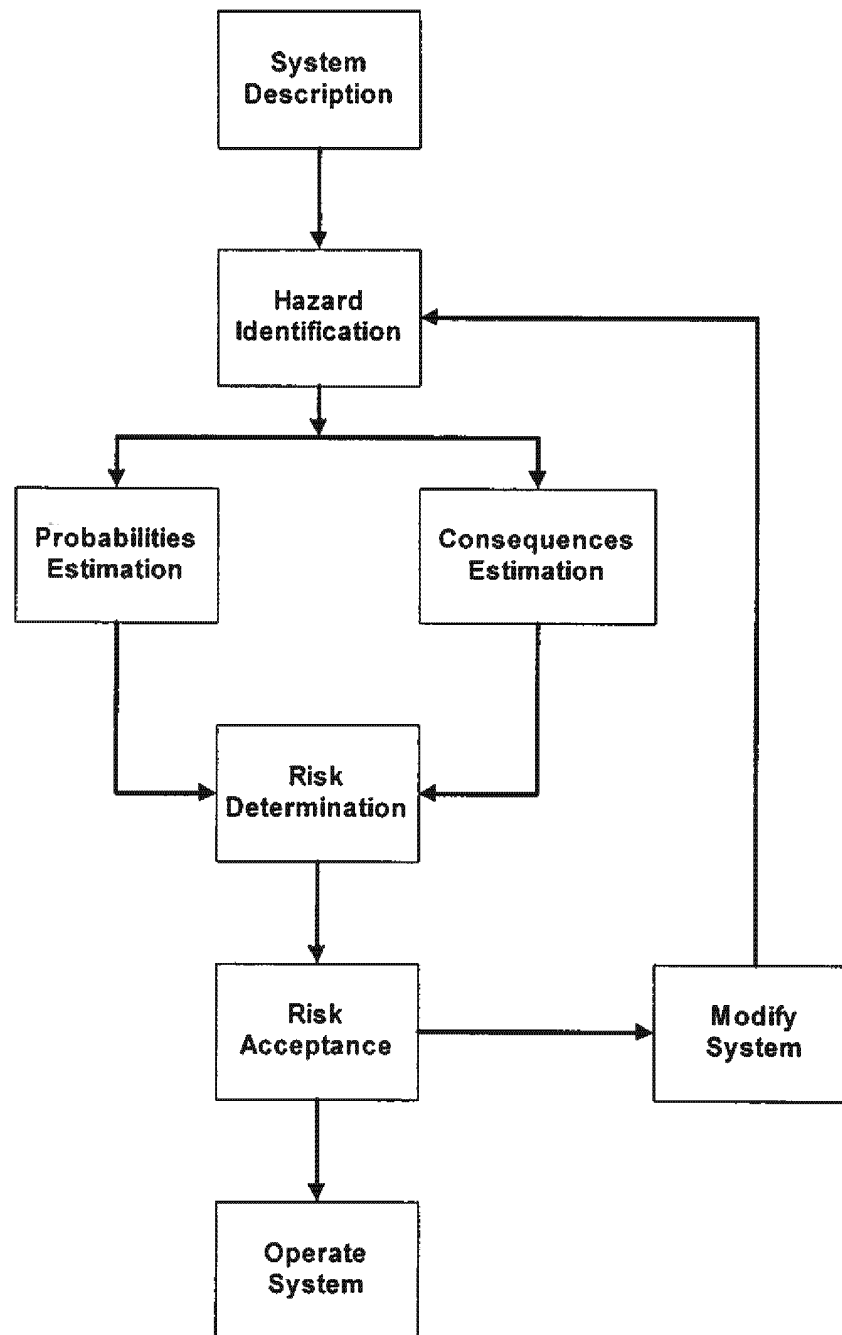 System
Description
Hazard
Identification
Probabilities
Estimation
Consequences
Estimation
Risk
Determination
Risk
Acceptance
Modify
System
Operate
System